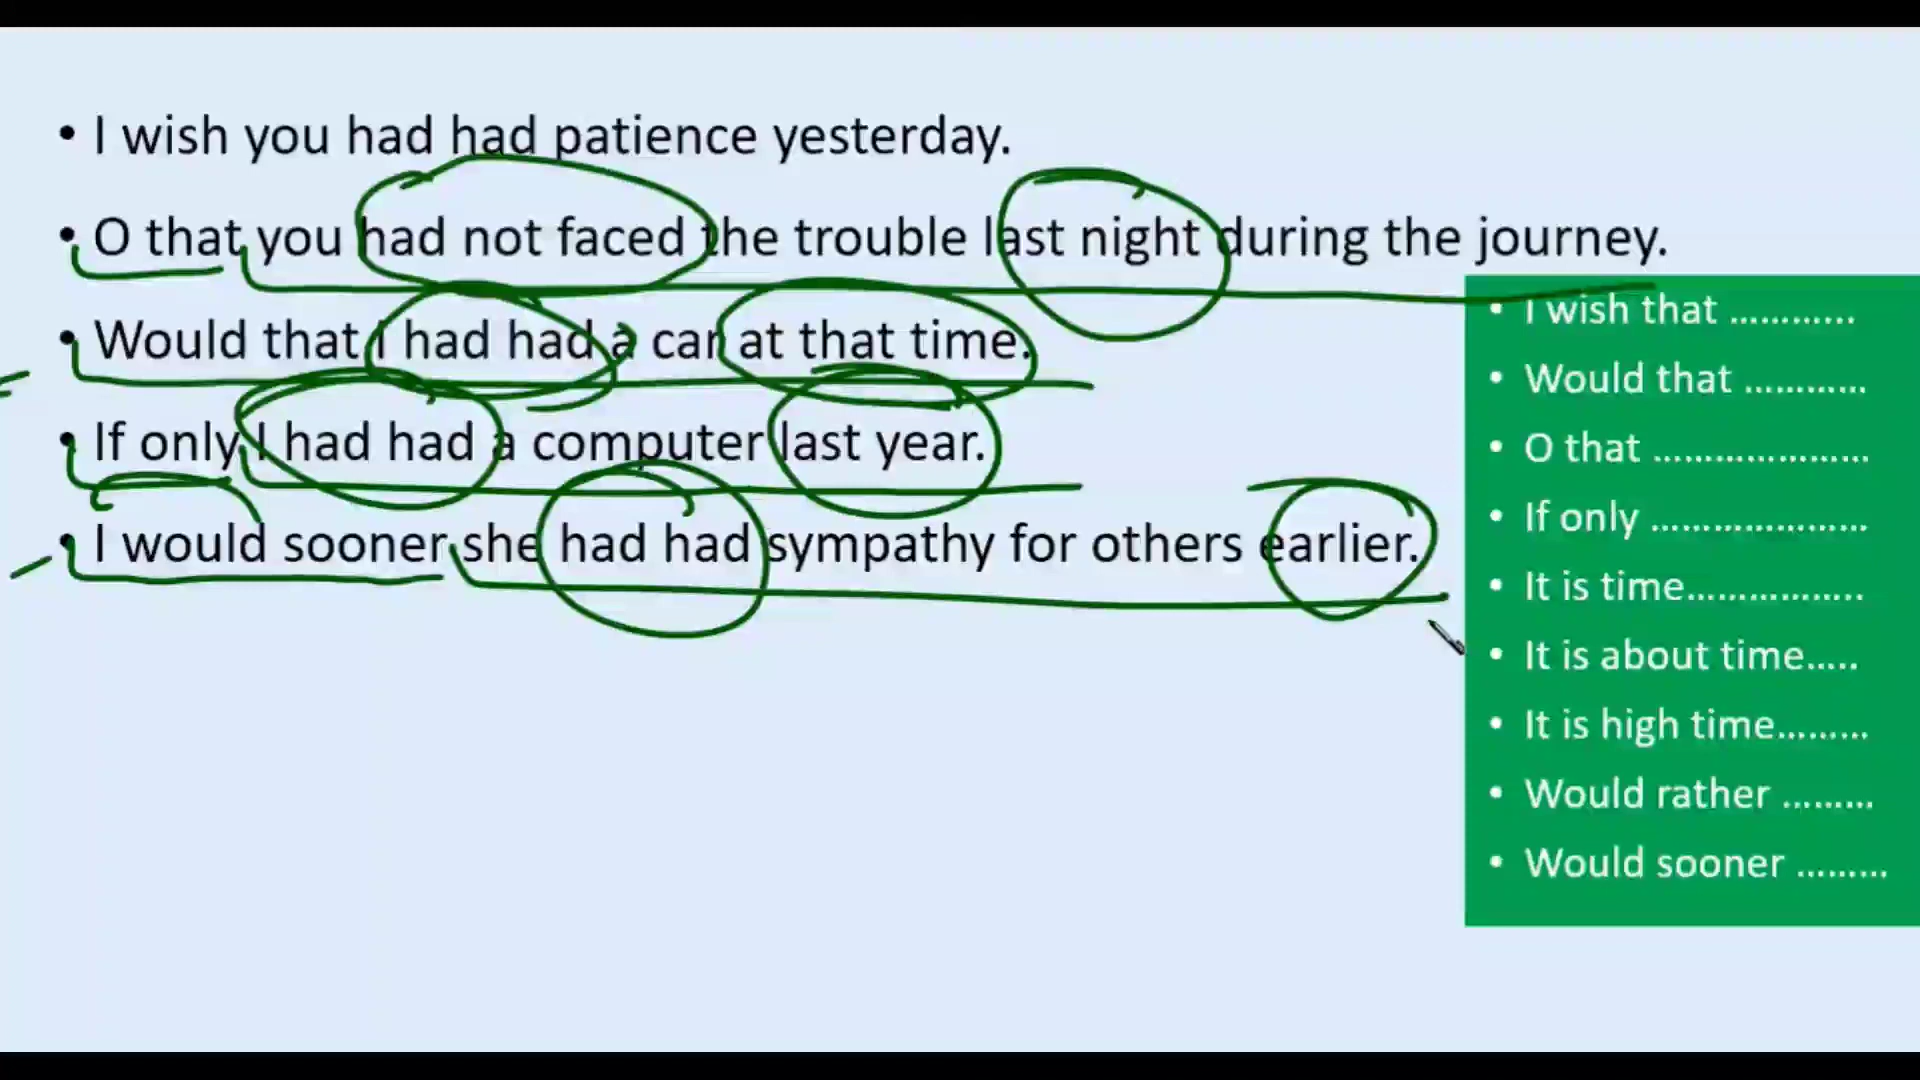 • I wish you had had patience yesterday.
• O that you had not faced the trouble last night during the journey.
• Would that I had had a car at that time.
• If only I had had a computer last year.
• I would sooner she had had sympathy for others earlier.
• I wish that ............
• Would that ............
• O that .....................
• If only .....................
• It is time.................
• It is about time.....
• It is high time.........
• Would rather .........
• Would sooner .........